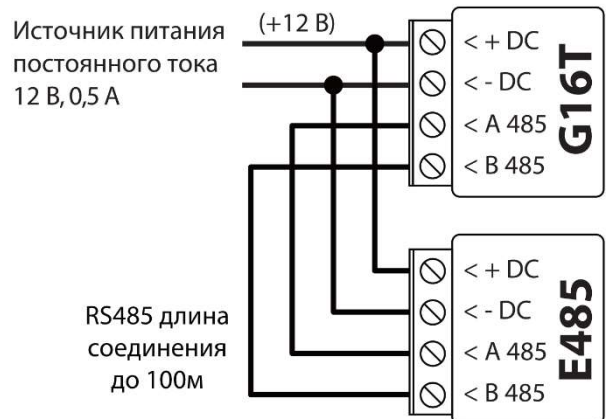 Источник питания
постоянного тока
12 В, 0,5 А
(+12 В)
< + DC
< - DC
< A 485
< B 485
G16T
< + DC
< - DC
< A 485
< B 485
E485
RS485 длина
соединения
до 100м